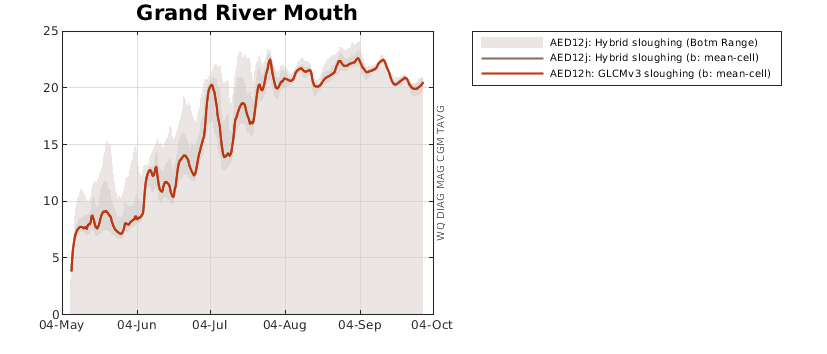 Grand River Mouth
25
20
15
10
5
0
04-May 04-Jun 04-Jul 04-Aug 04-Sep 04-Oct
WQ DIAG MAG CGM TAVG
AED12j: Hybrid sloughing (Botm Range)
AED12j: Hybrid sloughing (b: mean-cell)
AED12h: GLCMv3 sloughing (b: mean-cell)